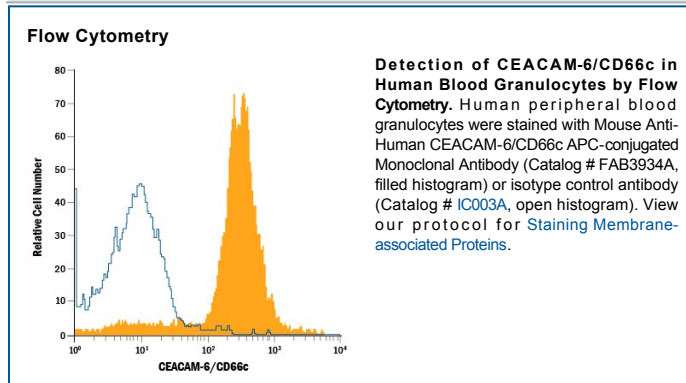 Flow Cytometry
80
70
60
50
40
30
20
10
0
Relative Cell Number
10⁰ 10¹ 10² 10³ 10⁴
CEACAM-6/CD66c
Detection of CEACAM-6/CD66c in
Human Blood Granulocytes by Flow
Cytometry. Human peripheral blood
granulocytes were stained with Mouse Anti-
Human CEACAM-6/CD66c APC-conjugated
Monoclonal Antibody (Catalog # FAB3934A,
filled histogram) or isotype control antibody
(Catalog # IC003A, open histogram). View
our protocol for Staining Membrane-
associated Proteins.